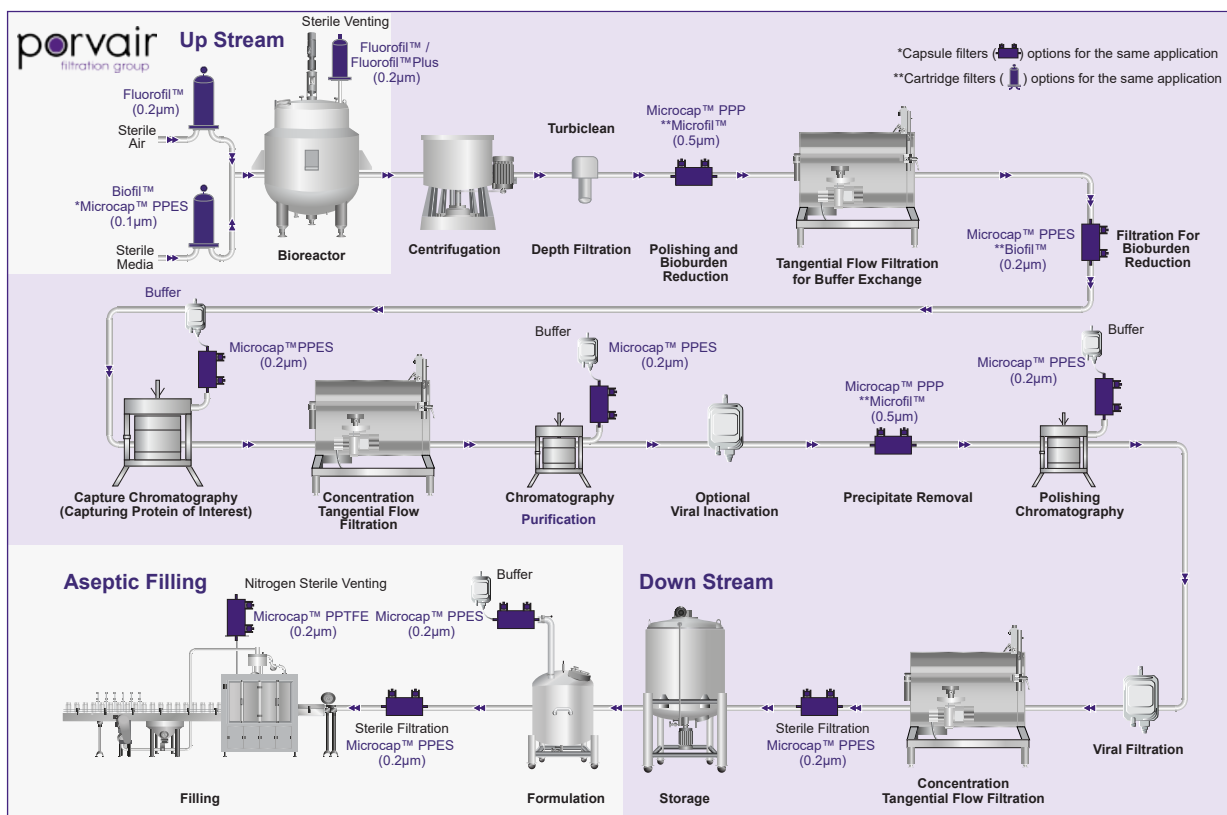 porvair
filtration group
Up Stream
Sterile Venting
Fluorofil™ /
Fluorofil™Plus
(0.2µm)
*Capsule filters ( ) options for the same application
**Cartridge filters ( ) options for the same application
Fluorofil™
(0.2µm)
Sterile
Air
Biofil™
*Microcap™ PPES
(0.1µm)
Sterile
Media
Bioreactor
Centrifugation
Turbiclean
Depth Filtration
Microcap™ PPP
**Microfil™
(0.5µm)
Polishing and
Bioburden
Reduction
Tangential Flow Filtration
for Buffer Exchange
Microcap™ PPES
**Biofil™
(0.2µm)
Filtration For
Bioburden
Reduction
Buffer
Microcap™PPES
(0.2µm)
Capture Chromatography
(Capturing Protein of Interest)
Concentration
Tangential Flow
Filtration
Buffer
Microcap™ PPES
(0.2µm)
Chromatography
Purification
Optional
Viral Inactivation
Microcap™ PPP
**Microfil™
(0.5µm)
Precipitate Removal
Buffer
Microcap™ PPES
(0.2µm)
Polishing
Chromatography
Aseptic Filling
Nitrogen Sterile Venting
Microcap™ PPTFE
(0.2µm)
Buffer
Microcap™ PPES
(0.2µm)
Down Stream
Sterile Filtration
Microcap™ PPES
(0.2µm)
Filling
Formulation
Storage
Sterile Filtration
Microcap™ PPES
(0.2µm)
Concentration
Tangential Flow Filtration
Viral Filtration